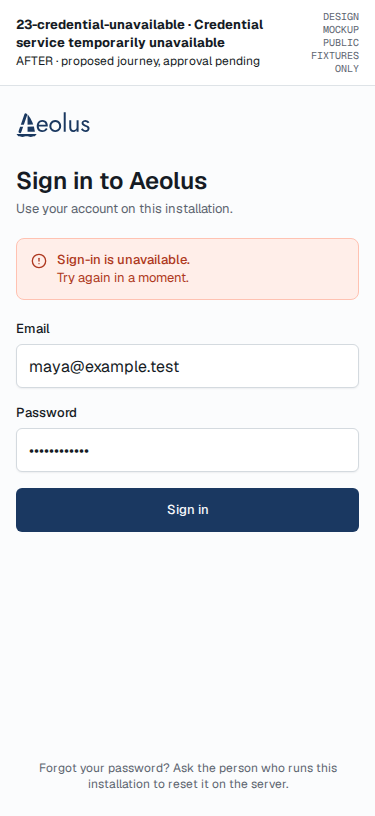 23-credential-unavailable · Credential
service temporarily unavailable
AFTER · proposed journey, approval pending
DESIGN
MOCKUP
PUBLIC
FIXTURES
ONLY
Aeolus
Sign in to Aeolus
Use your account on this installation.
Sign-in is unavailable.
Try again in a moment.
Email
maya@example.test
Password
••••••••••••
Sign in
Forgot your password? Ask the person who runs this
installation to reset it on the server.